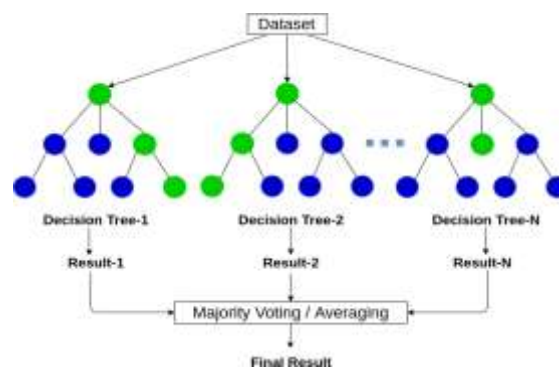 Dataset
Decision Tree-1 Decision Tree-2 Decision Tree-N
Result-1 Result-2 Result-N
Majority Voting / Averaging
Final Result